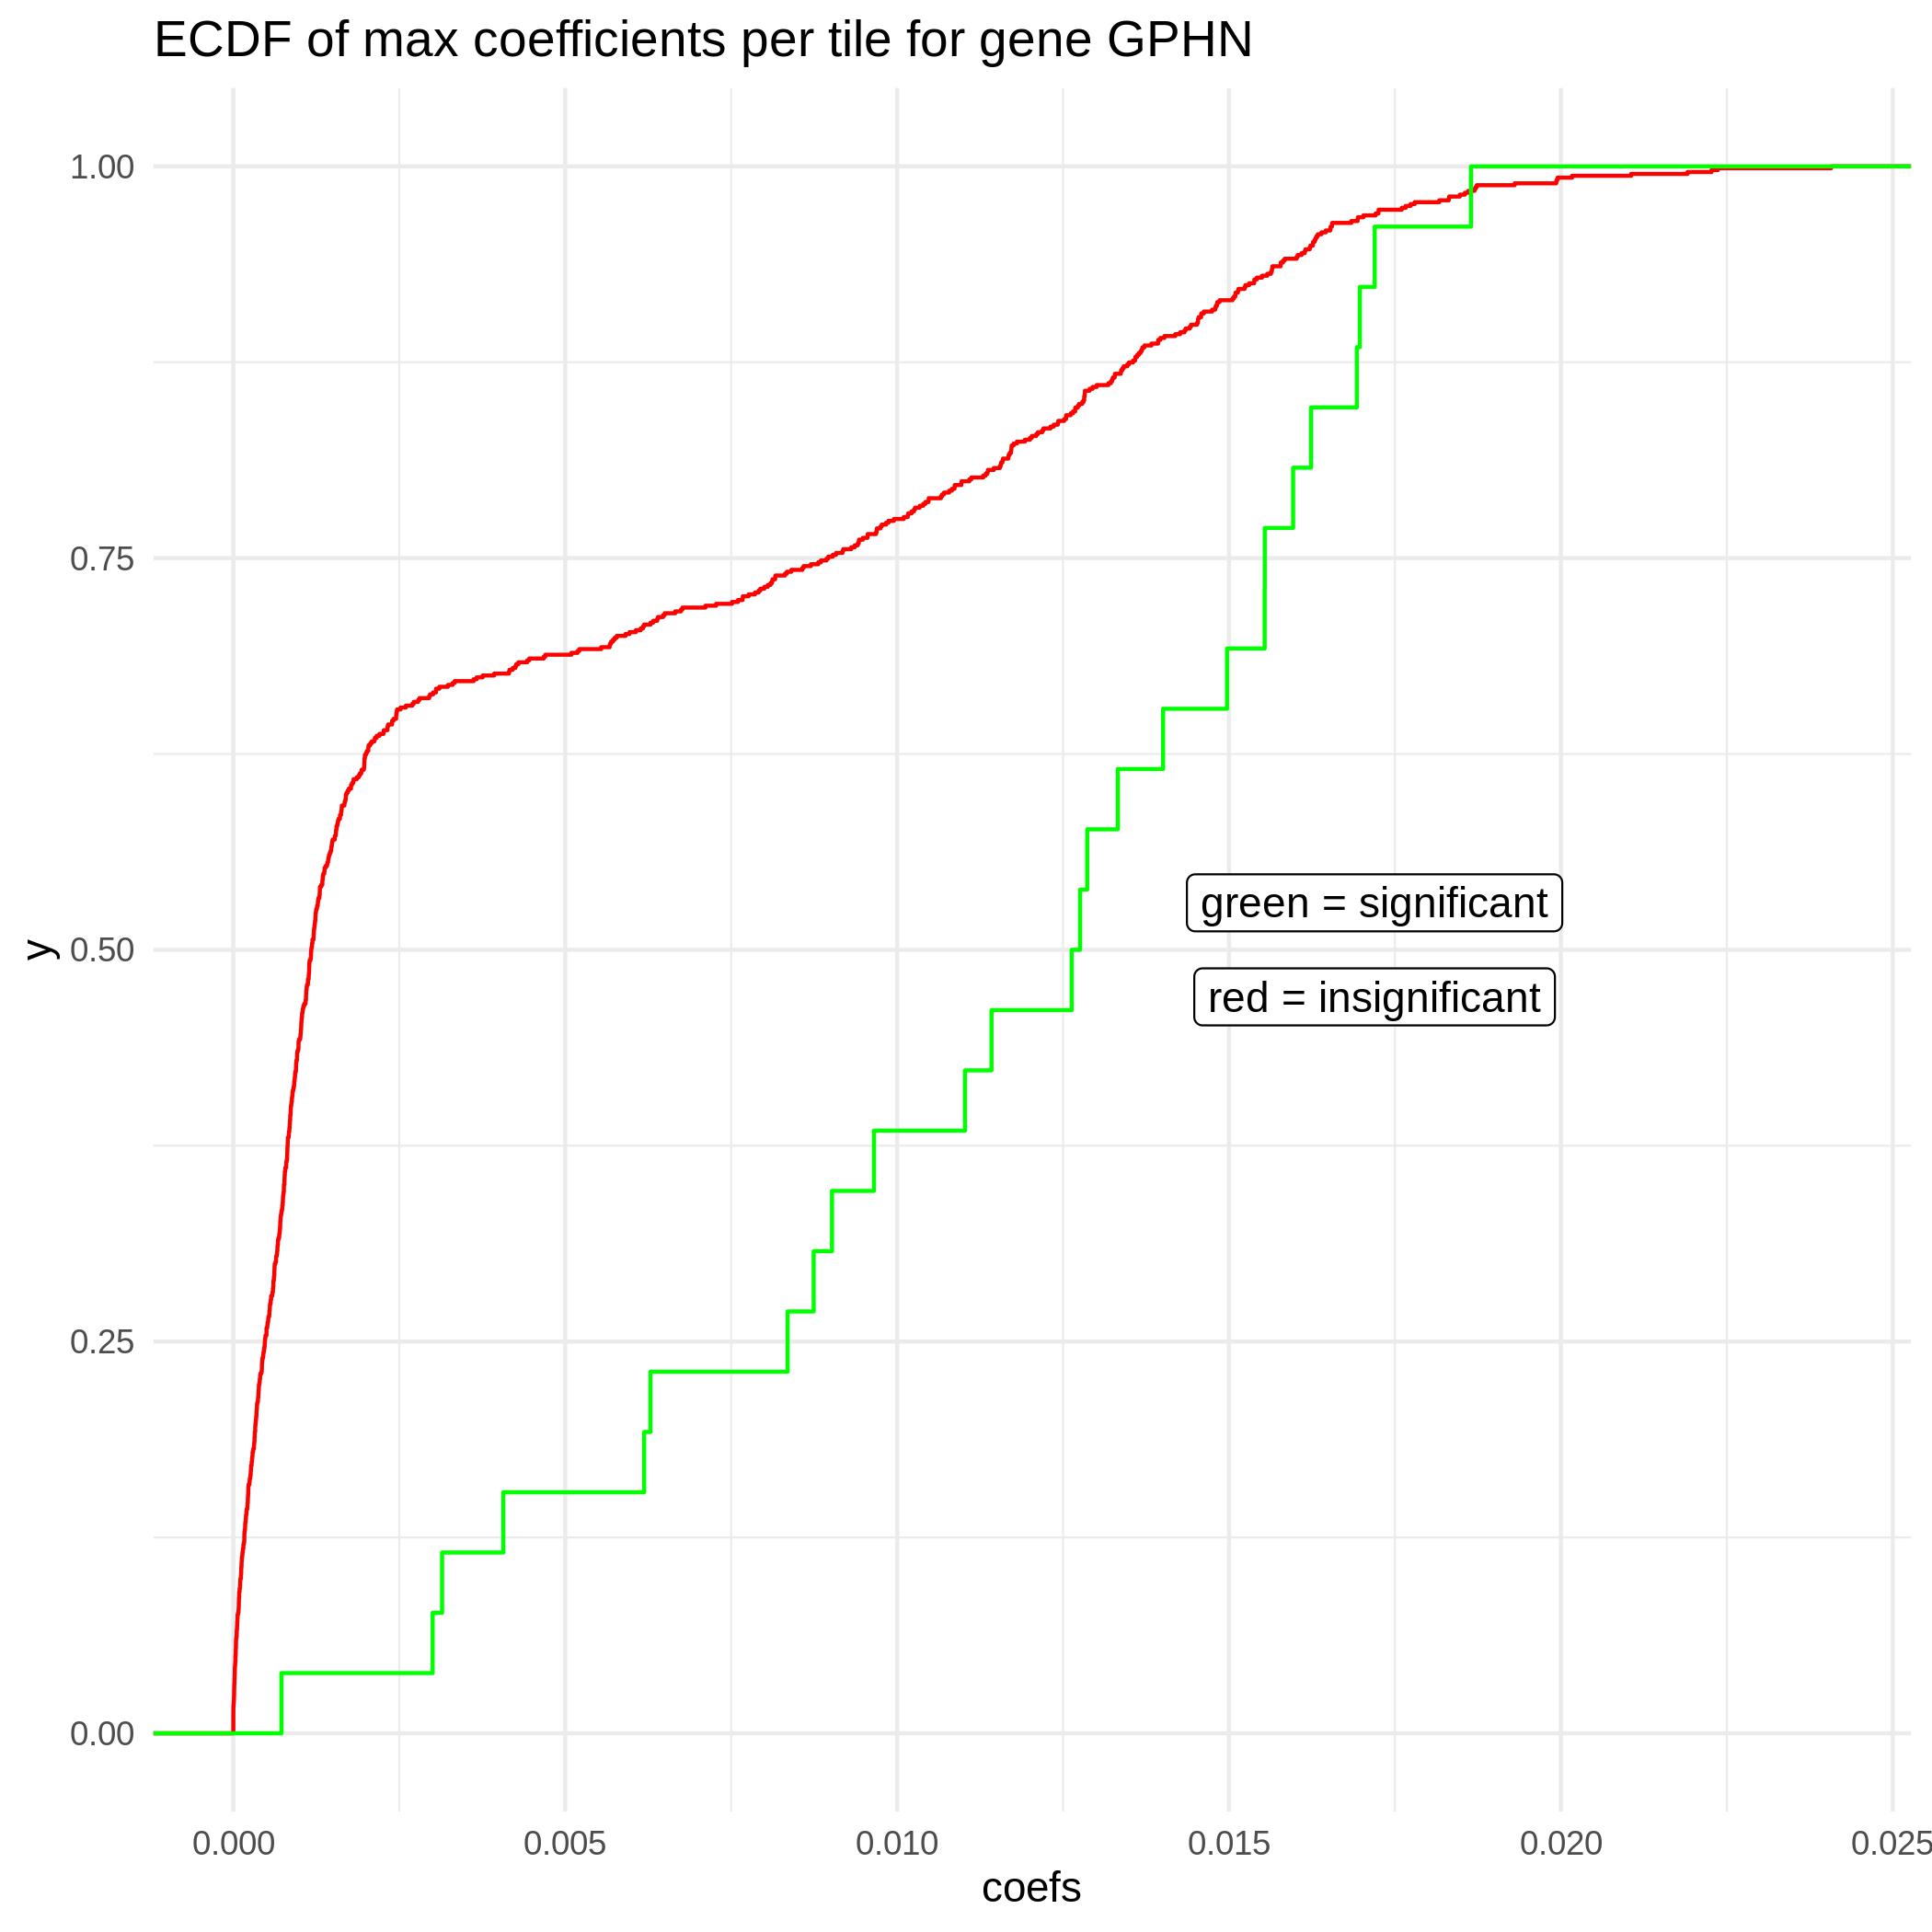 ECDF of max coefficients per tile for gene GPHN
1.00
0.75
0.50
0.25
0.00
y
green = significant
red = insignificant
0.000 0.005 0.010 0.015 0.020 0.025
coefs